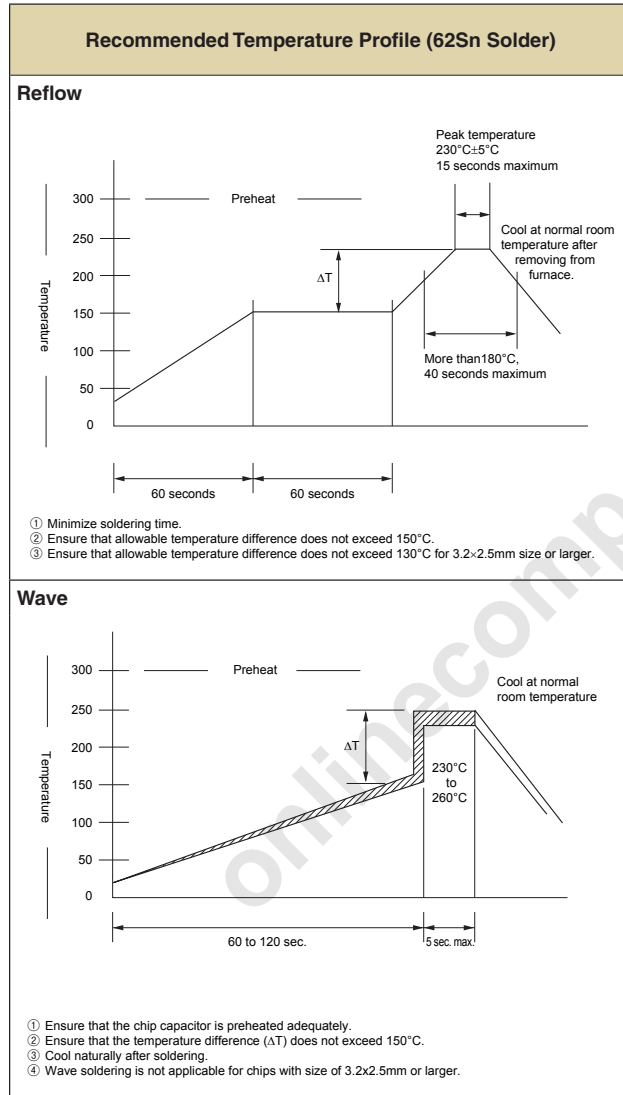 Recommended Temperature Profile (62Sn Solder)
Reflow
Peak temperature
230°C±5°C
15 seconds maximum
300
Preheat
250
Cool at normal room
temperature after
removing from
furnace.
200
ΔT
Temperature
150
100
More than180°C,
40 seconds maximum
50
0
60 seconds
60 seconds
① Minimize soldering time.
② Ensure that allowable temperature difference does not exceed 150°C.
③ Ensure that allowable temperature difference does not exceed 130°C for 3.2×2.5mm size or larger.
Wave
300
Preheat
Cool at normal
room temperature
250
200
ΔT
Temperature
150
230°C
to
260°C
100
50
0
60 to 120 sec.
5 sec. max.
① Ensure that the chip capacitor is preheated adequately.
② Ensure that the temperature difference (ΔT) does not exceed 150°C.
③ Cool naturally after soldering.
④ Wave soldering is not applicable for chips with size of 3.2x2.5mm or larger.
onlinecomp